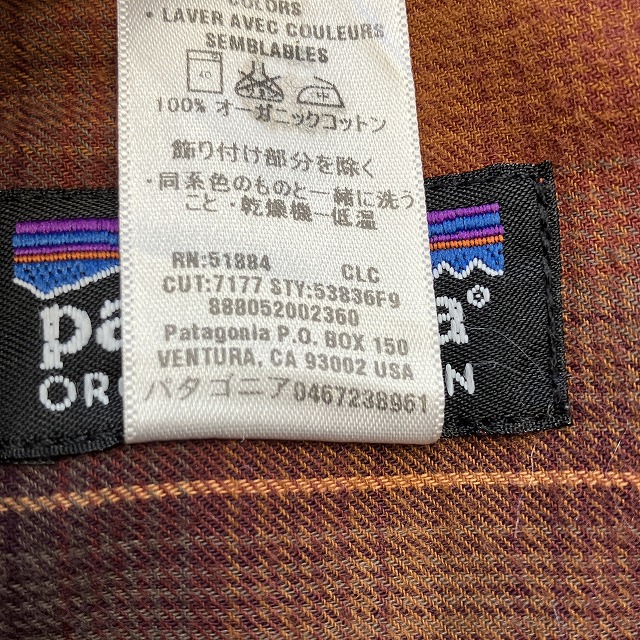 COLORS
• LAVER AVEC COULEURS
SEMBLABLES
100% オーガニックコットン
飾り付け部分を除く
・同系色のものと一緒に洗う
こと・乾燥機一低温
RN:51884 CLC
CUT:7177 STY:53836F9
888052002360
Patagonia P.O. BOX 150
VENTURA, CA 93002 USA
パタゴニア0467238961
pa a®
OR N